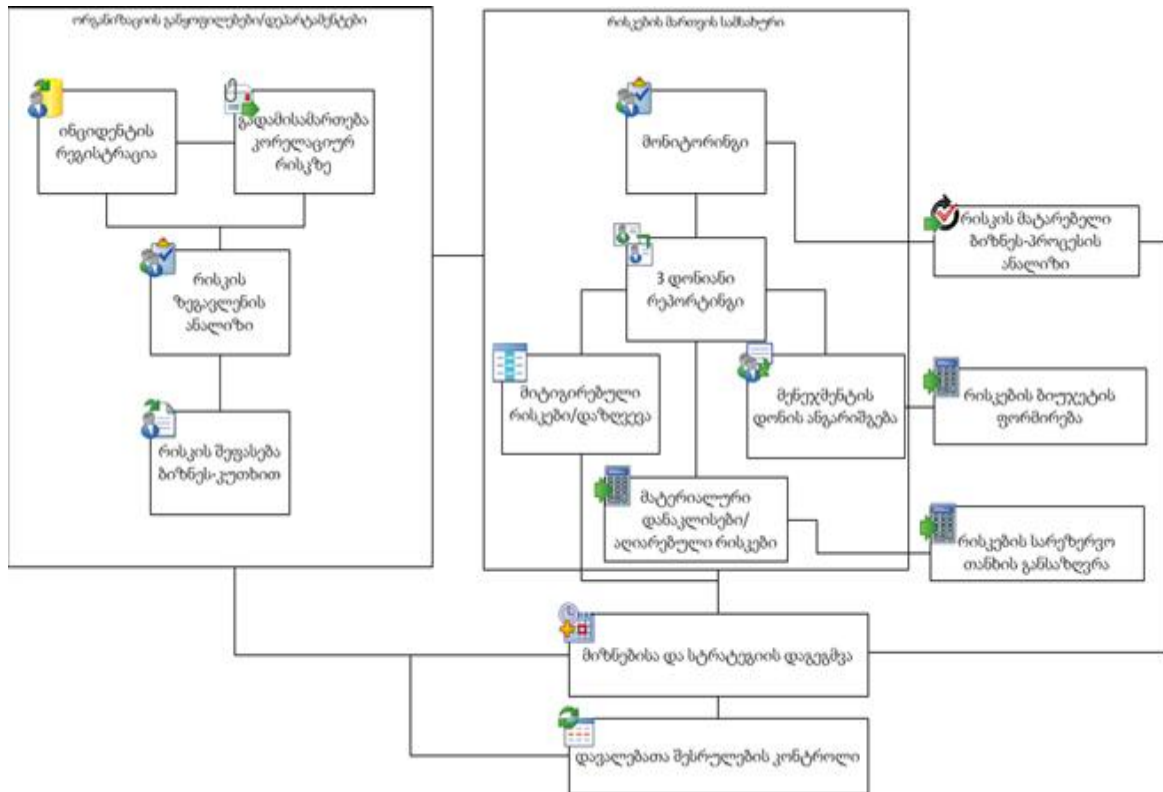 ორგანიზაციის განყოფილებები/დეპარტამენტები
რისკების მართვის სამსახური
ინციდენტის
რეგისტრაცია
გადამისამართება
კორელაციურ
რისკზე
რისკის
ზეგავლენის
ანალიზი
რისკის შეფასება
ბიზნეს-კუთხით
მონიტორინგი
3 დონიანი
რეპორტინგი
მიტიგირებული
რისკები/დაზღვევა
მენეჯმენტის
დონის ანგარიშგება
მატერიალური
დანაკლისები/
აღიარებული რისკები
რისკის მატარებელი
ბიზნეს-პროცესის
ანალიზი
რისკების ბიუჯეტის
ფორმირება
რისკების სარეზერვო
თანხის განსაზღვრა
მიზნებისა და სტრატეგიის დაგეგმვა
დავალებათა შესრულების კონტროლი